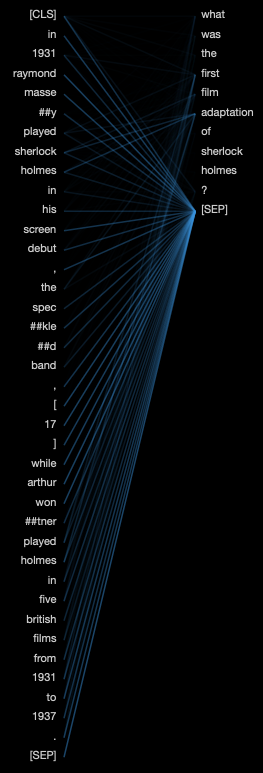 [CLS] what
in was
1931 the
raymond first
masse film
##y adaptation
played of
sherlock sherlock
holmes holmes
in ?
his [SEP]
screen
debut
,
the
spec
##kle
##d
band
,
[
17
]
while
arthur
won
##tner
played
holmes
in
five
british
films
from
1931
to
1937
.
[SEP]